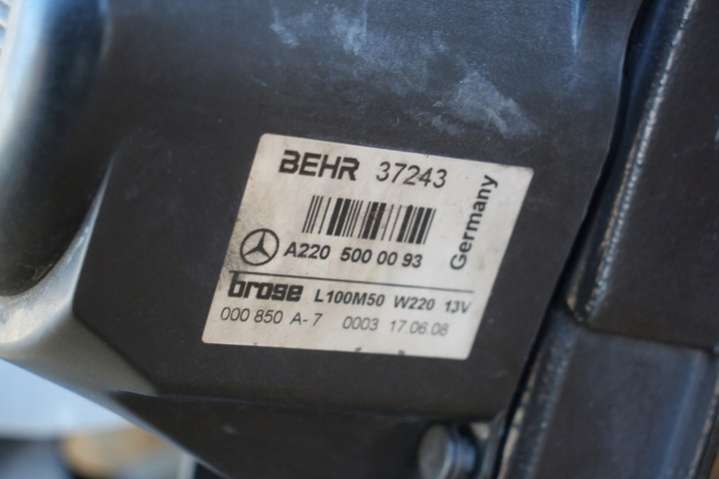 BEHR 37243
Germany
A220 500 00 93
brose L100M50 W220 13V
000 850 A-7 0003 17.06.08